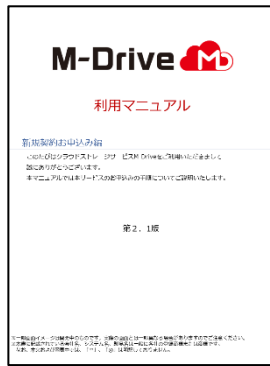 M-Drive Mb
利用マニュアル
新規契約お申込み編
このたびはクラウドストレージサービスM-Driveをご利用いただきまして
誠にありがとうございます。
本マニュアルでは本サービスのお申込みの手順についてご説明いたします。
第2.1版